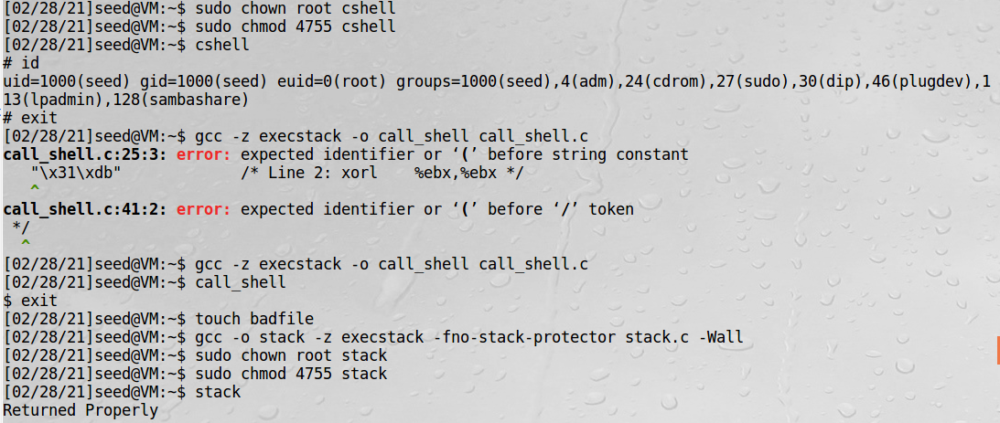 [02/28/21]seed@VM:~$ sudo chown root cshell
[02/28/21]seed@VM:~$ sudo chmod 4755 cshell
[02/28/21]seed@VM:~$ cshell
# id
uid=1000(seed) gid=1000(seed) euid=0(root) groups=1000(seed),4(adm),24(cdrom),27(sudo),30(dip),46(plugdev),1
13(lpadmin),128(sambashare)
# exit
[02/28/21]seed@VM:~$ gcc -z execstack -o call_shell call_shell.c
call_shell.c:25:3: error: expected identifier or ‘(’ before string constant
   "\x31\xdb"             /* Line 2: xorl    %ebx,%ebx */
   ^
call_shell.c:41:2: error: expected identifier or ‘(’ before ‘/’ token
 */
  ^
[02/28/21]seed@VM:~$ gcc -z execstack -o call_shell call_shell.c
[02/28/21]seed@VM:~$ call_shell
$ exit
[02/28/21]seed@VM:~$ touch badfile
[02/28/21]seed@VM:~$ gcc -o stack -z execstack -fno-stack-protector stack.c -Wall
[02/28/21]seed@VM:~$ sudo chown root stack
[02/28/21]seed@VM:~$ sudo chmod 4755 stack
[02/28/21]seed@VM:~$ stack
Returned Properly